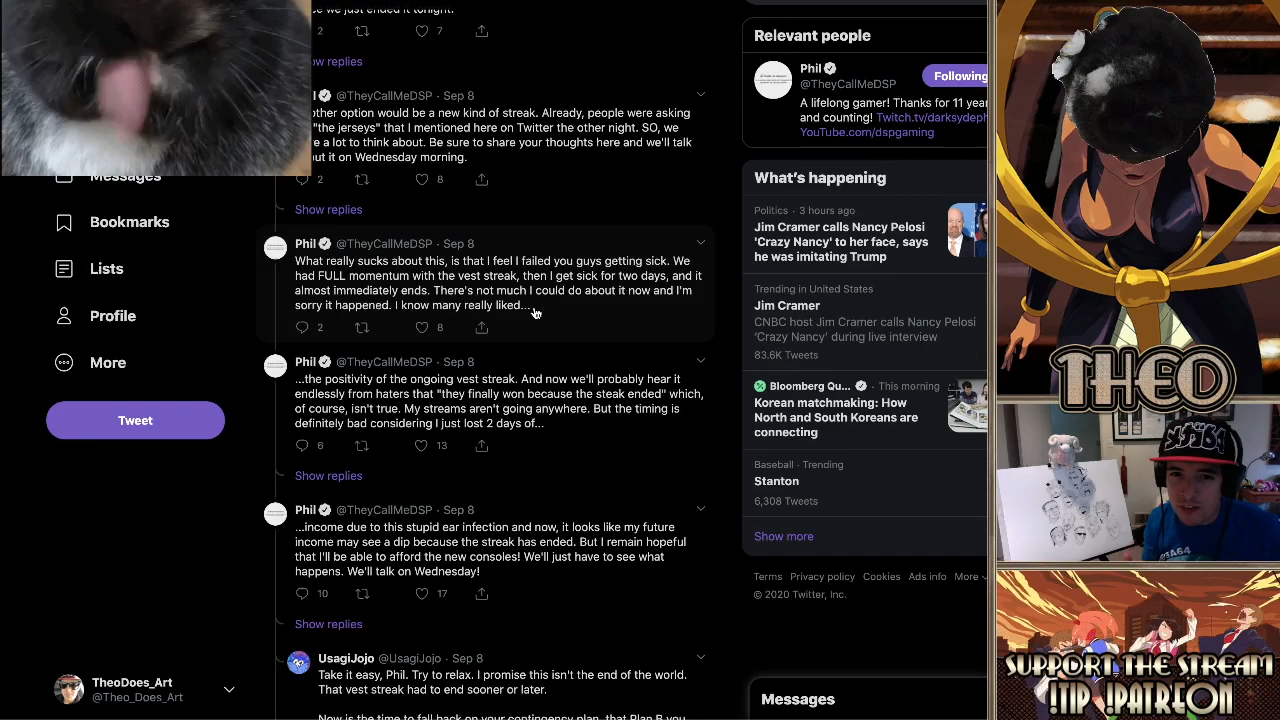 ce we just ended it tonight.
2 7
ow replies
@TheyCallMeDSP · Sep 8
other option would be a new kind of streak. Already, people were asking
"the jerseys" that I mentioned here on Twitter the other night. SO, we
e a lot to think about. Be sure to share your thoughts here and we'll talk
out it on Wednesday morning.
2 8
Show replies
Phil @TheyCallMeDSP · Sep 8
What really sucks about this, is that I feel I failed you guys getting sick. We
had FULL momentum with the vest streak, then I get sick for two days, and it
almost immediately ends. There's not much I could do about it now and I'm
sorry it happened. I know many really liked...
2 8
Phil @TheyCallMeDSP · Sep 8
...the positivity of the ongoing vest streak. And now we'll probably hear it
endlessly from haters that "they finally won because the steak ended" which,
of course, isn't true. My streams aren't going anywhere. But the timing is
definitely bad considering I just lost 2 days of...
6 13
Show replies
Phil @TheyCallMeDSP · Sep 8
...income due to this stupid ear infection and now, it looks like my future
income may see a dip because the streak has ended. But I remain hopeful
that I'll be able to afford the new consoles! We'll just have to see what
happens. We'll talk on Wednesday!
10 17
Show replies
UsagiJojo @UsagiJojo · Sep 8
Take it easy, Phil. Try to relax. I promise this isn't the end of the world.
That vest streak had to end sooner or later.
Now is the time to fall back on your contingency plan, that Plan B you
Messages
Bookmarks
Lists
Profile
More
Tweet
TheoDoes_Art
@Theo_Does_Art
Relevant people
Phil
@TheyCallMeDSP
Following
A lifelong gamer! Thanks for 11 year
and counting! Twitch.tv/darksydeph
YouTube.com/dspgaming
What's happening
Politics · 3 hours ago
Jim Cramer calls Nancy Pelosi
'Crazy Nancy' to her face, says
he was imitating Trump
Trending in United States
Jim Cramer
CNBC host Jim Cramer calls Nancy Pelosi
'Crazy Nancy' during live interview
83.6K Tweets
Bloomberg Qu... · This morning
Korean matchmaking: How
North and South Koreans are
connecting
Baseball · Trending
Stanton
6,308 Tweets
Show more
Terms Privacy policy Cookies Ads info More
© 2020 Twitter, Inc.
Messages
THEO
SUPPORT THE STREAM
!TIP !PATREON